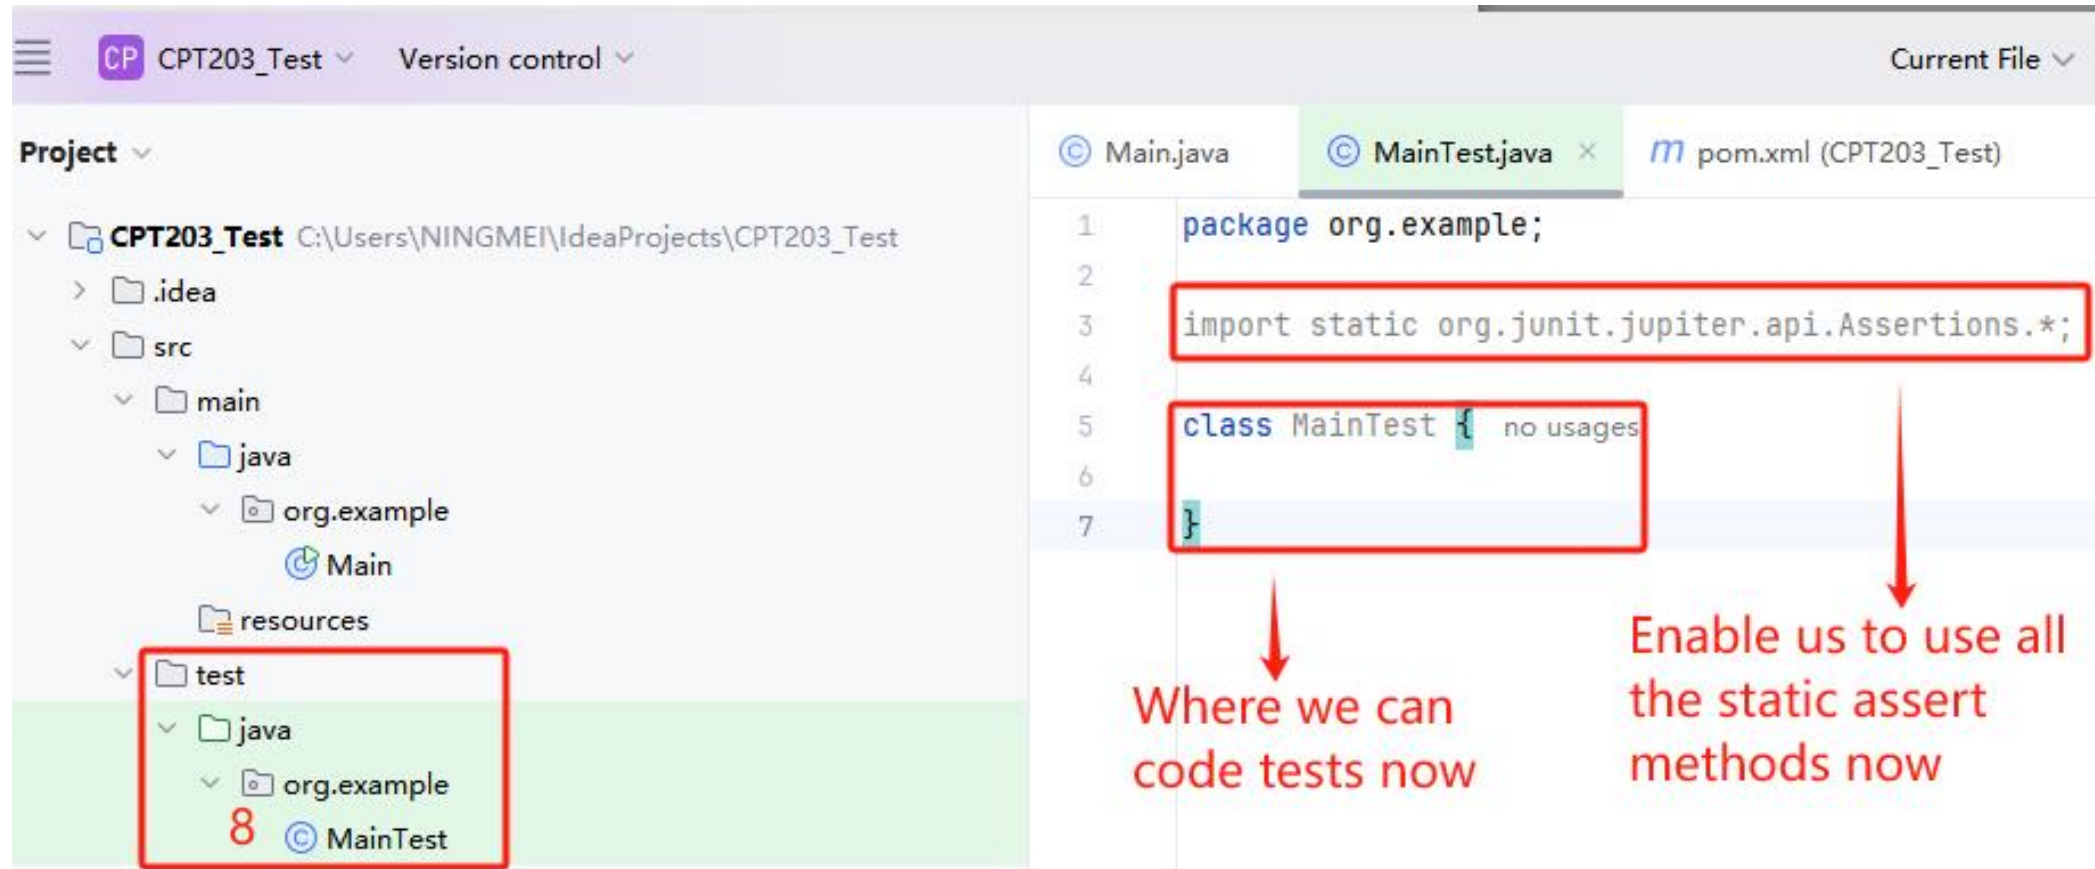 CP CPT203_Test Version control Current File
Project
CPT203_Test C:\Users\NINGMEI\IdeaProjects\CPT203_Test
.idea
src
main
java
org.example
Main
resources
test
java
org.example
8 MainTest
Main.java MainTest.java pom.xml (CPT203_Test)
1 package org.example;
2
3 import static org.junit.jupiter.api.Assertions.*;
4
5 class MainTest { no usages
6
7 }
Where we can
code tests now
Enable us to use all
the static assert
methods now